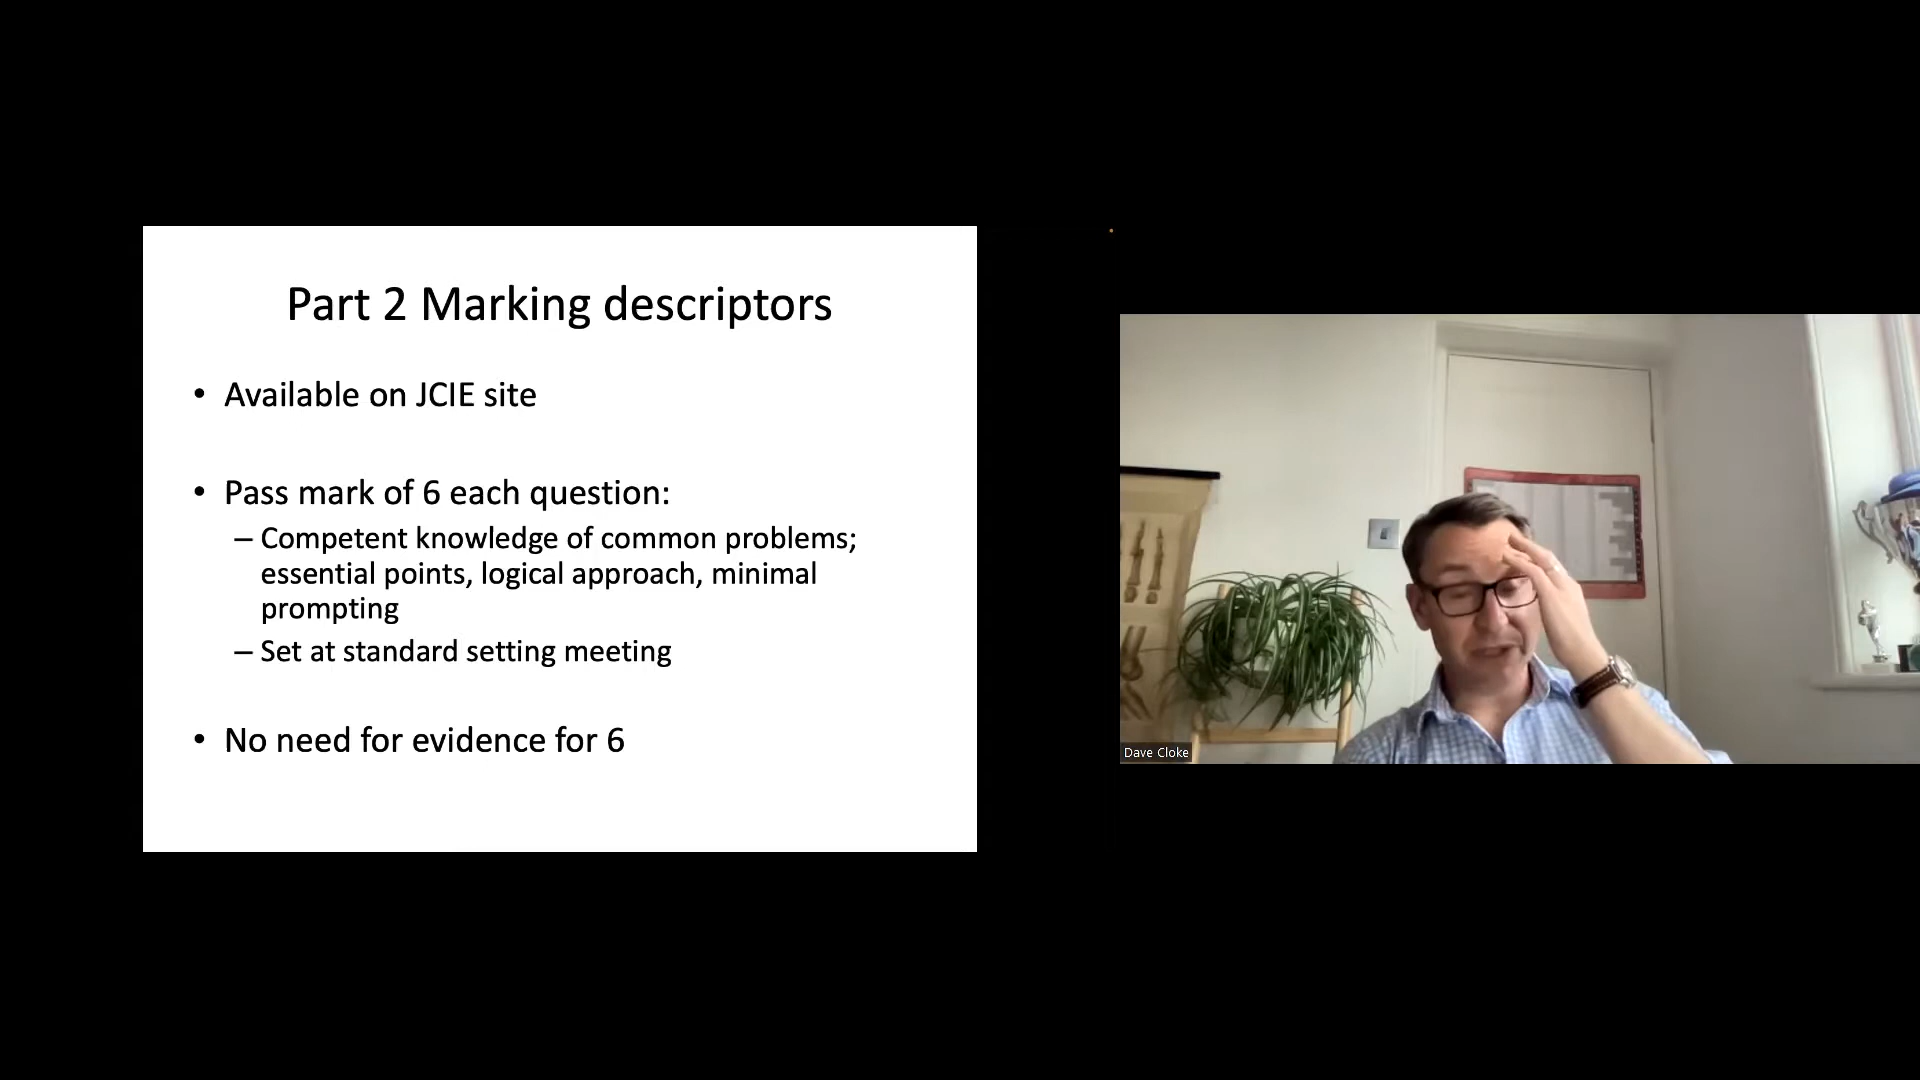 Part 2 Marking descriptors
• Available on JCIE site
• Pass mark of 6 each question:
– Competent knowledge of common problems;
essential points, logical approach, minimal
prompting
– Set at standard setting meeting
• No need for evidence for 6
Dave Cloke